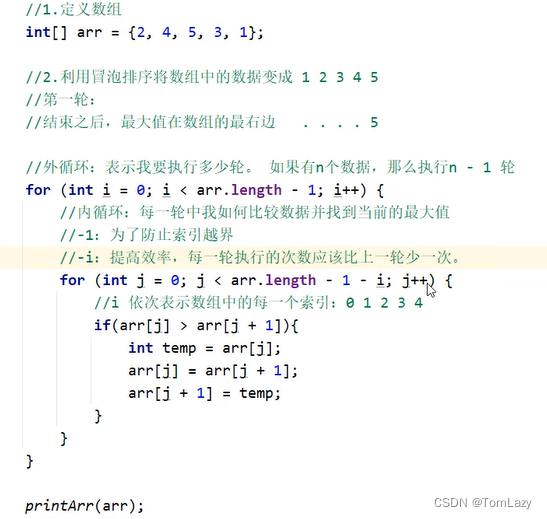 //1.定义数组
int[] arr = {2, 4, 5, 3, 1};
//2.利用冒泡排序将数组中的数据变成 1 2 3 4 5
//第一轮：
//结束之后，最大值在数组的最右边 . . . . 5
//外循环：表示我要执行多少轮。 如果有n个数据，那么执行n - 1 轮
for (int i = 0; i < arr.length - 1; i++) {
//内循环：每一轮中我如何比较数据并找到当前的最大值
//-1：为了防止索引越界
//-i：提高效率，每一轮执行的次数应该比上一轮少一次。
for (int j = 0; j < arr.length - 1 - i; j++) {
//i 依次表示数组中的每一个索引：0 1 2 3 4
if(arr[j] > arr[j + 1]){
int temp = arr[j];
arr[j] = arr[j + 1];
arr[j + 1] = temp;
}
}
}
printArr(arr);
CSDN @TomLazy